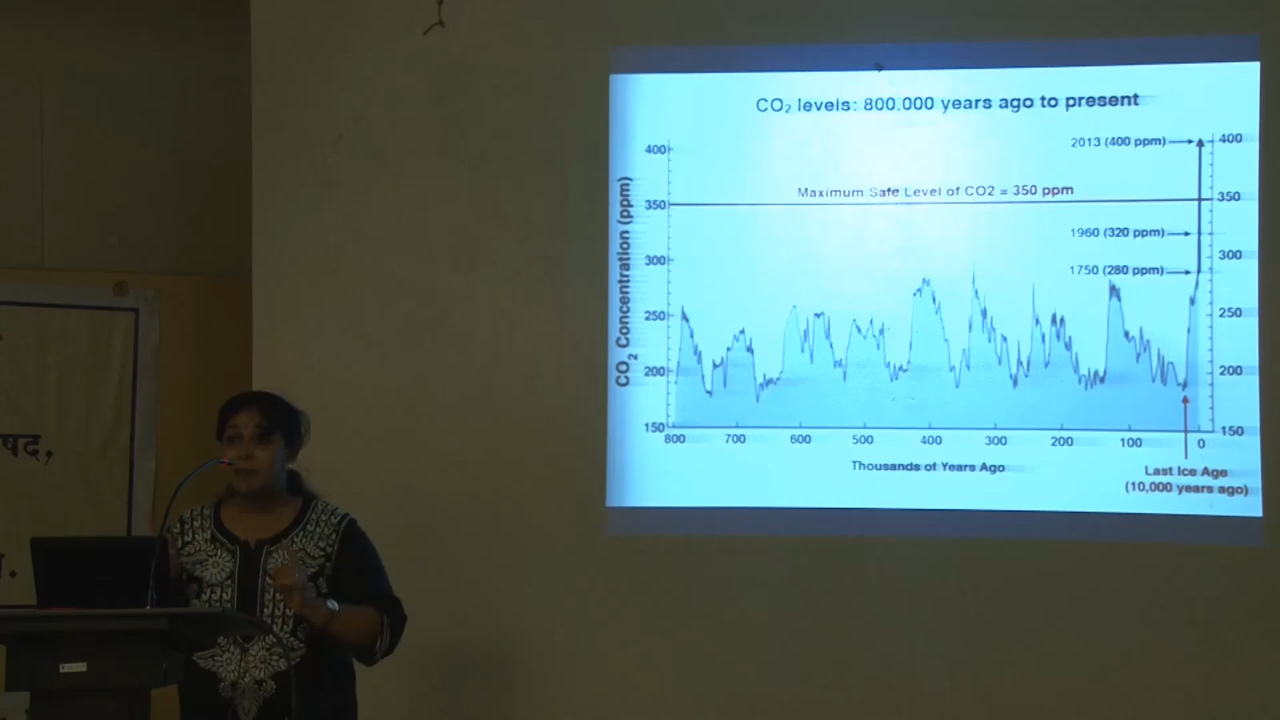 CO₂ levels: 800.000 years ago to present
400
350
300
250
200
150
CO₂ Concentration (ppm)
Maximum Safe Level of CO2 = 350 ppm
2013 (400 ppm)
1960 (320 ppm)
1750 (280 ppm)
400
350
300
250
200
150
800 700 600 500 400 300 200 100 0
Thousands of Years Ago
Last Ice Age
(10,000 years ago)
षद,